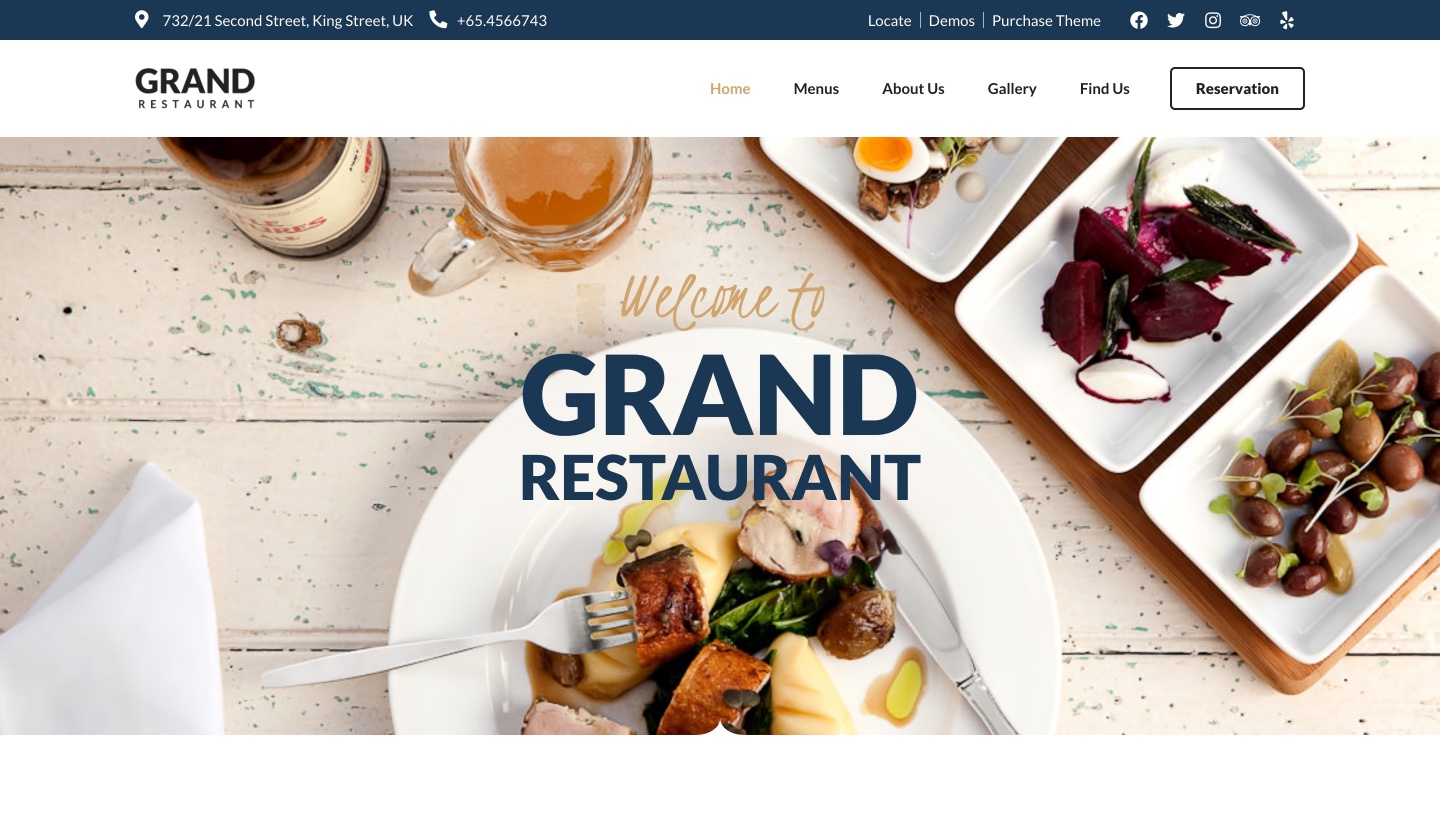 732/21 Second Street, King Street, UK +65.4566743 Locate Demos Purchase Theme
GRAND
RESTAURANT
Home Menus About Us Gallery Find Us Reservation
Welcome to
GRAND
RESTAURANT